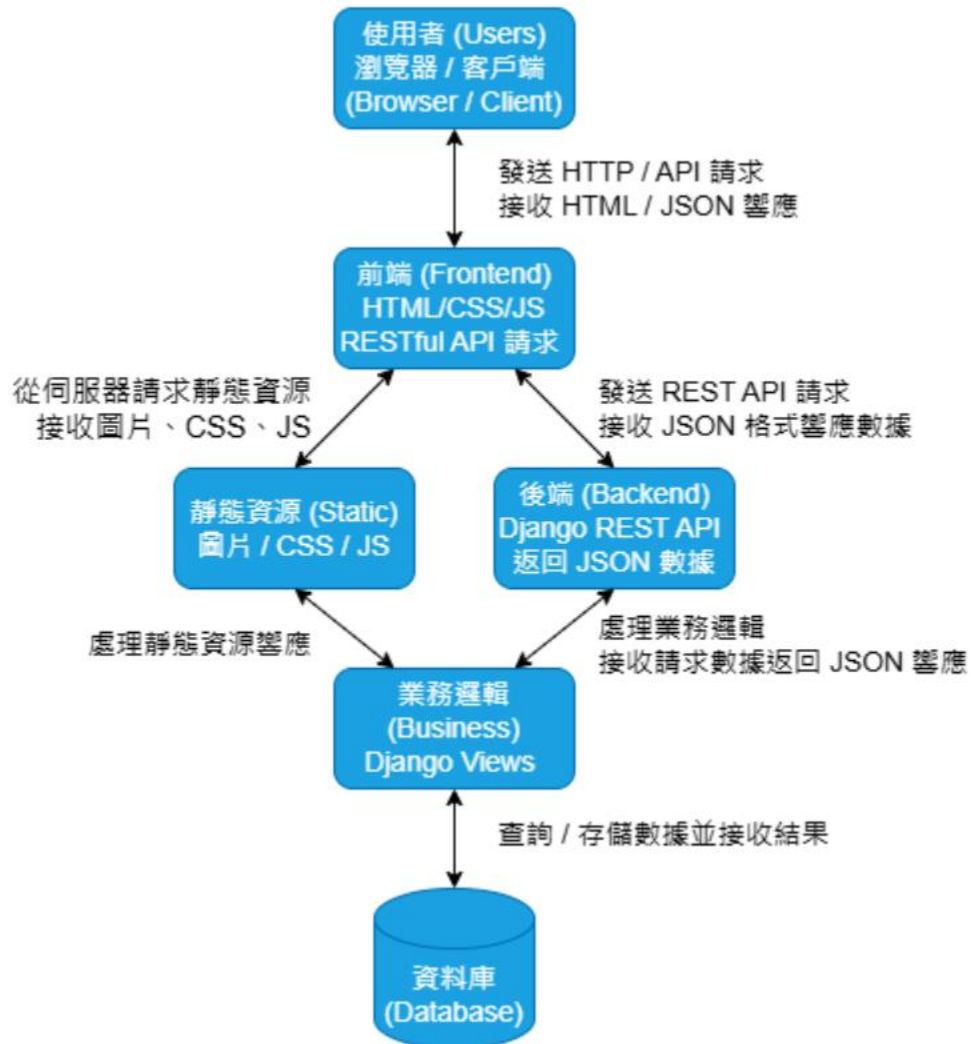 使用者 (Users)
瀏覽器 / 客戶端
(Browser / Client)
發送 HTTP / API 請求
接收 HTML / JSON 響應
前端 (Frontend)
HTML/CSS/JS
RESTful API 請求
從伺服器請求靜態資源
接收圖片、CSS、JS
發送 REST API 請求
接收 JSON 格式響應數據
靜態資源 (Static)
圖片 / CSS / JS
後端 (Backend)
Django REST API
返回 JSON 數據
處理靜態資源響應
處理業務邏輯
接收請求數據返回 JSON 響應
業務邏輯
(Business)
Django Views
查詢 / 存儲數據並接收結果
資料庫
(Database)